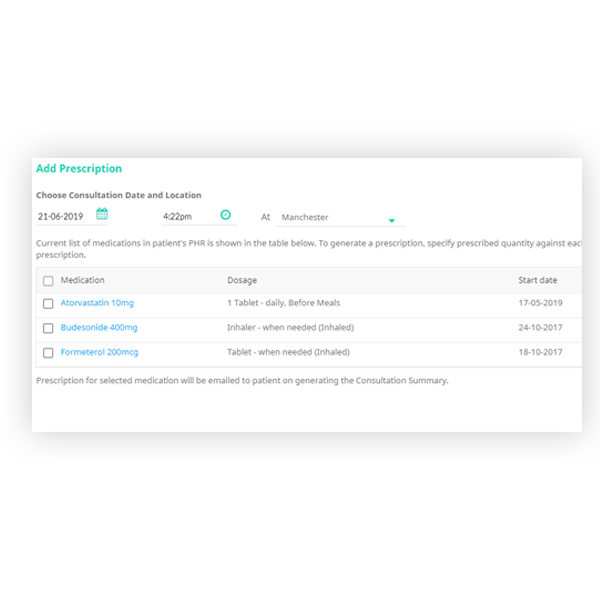 Add Prescription
Choose Consultation Date and Location
21-06-2019 4:22pm At Manchester
Current list of medications in patient's PHR is shown in the table below. To generate a prescription, specify prescribed quantity against
prescription.
Medication Dosage Start date
Atorvastatin 10mg 1 Tablet - daily, Before Meals 17-05-2019
Budesonide 400mg Inhaler - when needed (Inhaled) 24-10-2017
Formeterol 200mcg Tablet - when needed (Inhaled) 18-10-2017
Prescription for selected medication will be emailed to patient on generating the Consultation Summary.